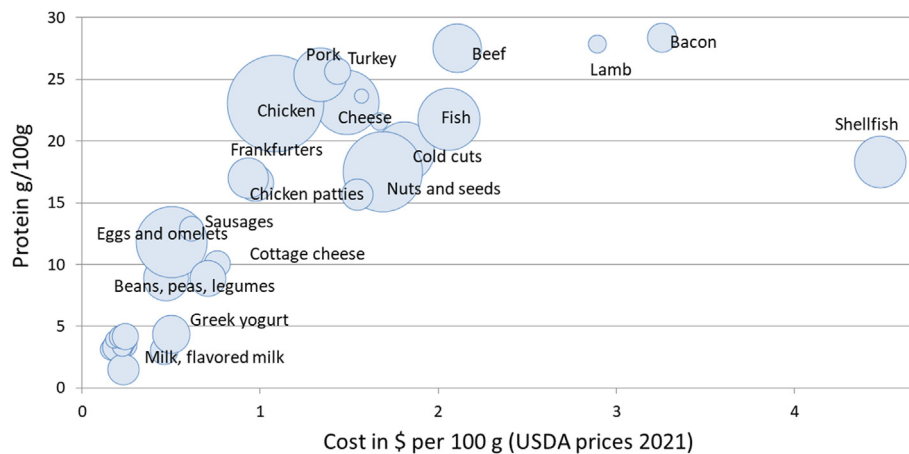 30
25
20
15
10
5
0
Protein g/100g
Pork
Turkey
Beef
Bacon
Lamb
Chicken
Cheese
Fish
Shellfish
Frankfurters
Cold cuts
Chicken patties
Nuts and seeds
Sausages
Eggs and omelets
Cottage cheese
Beans, peas, legumes
Greek yogurt
Milk, flavored milk
0
1
2
3
4
Cost in $ per 100 g (USDA prices 2021)